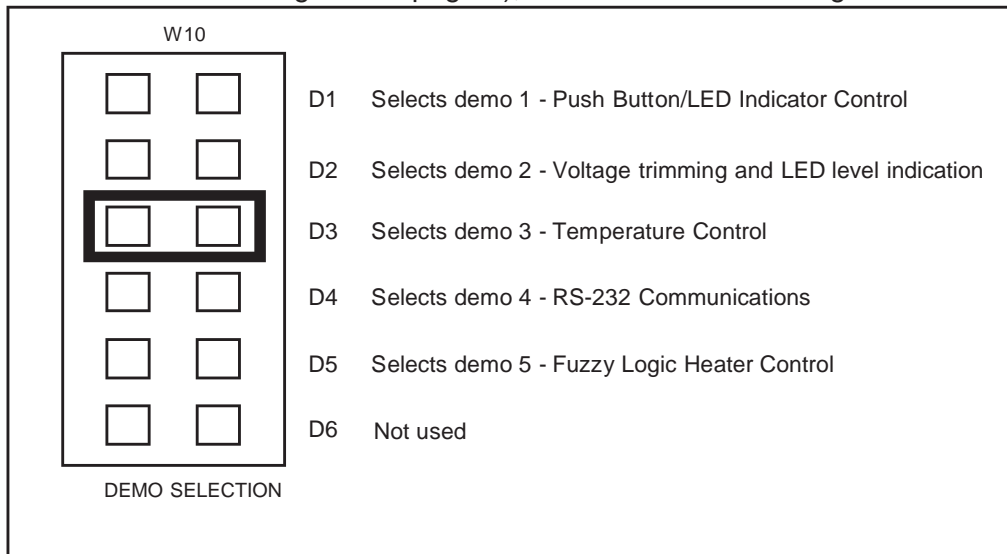 W10
D1 Selects demo 1 - Push Button/LED Indicator Control
D2 Selects demo 2 - Voltage trimming and LED level indication
D3 Selects demo 3 - Temperature Control
D4 Selects demo 4 - RS-232 Communications
D5 Selects demo 5 - Fuzzy Logic Heater Control
D6 Not used
DEMO SELECTION